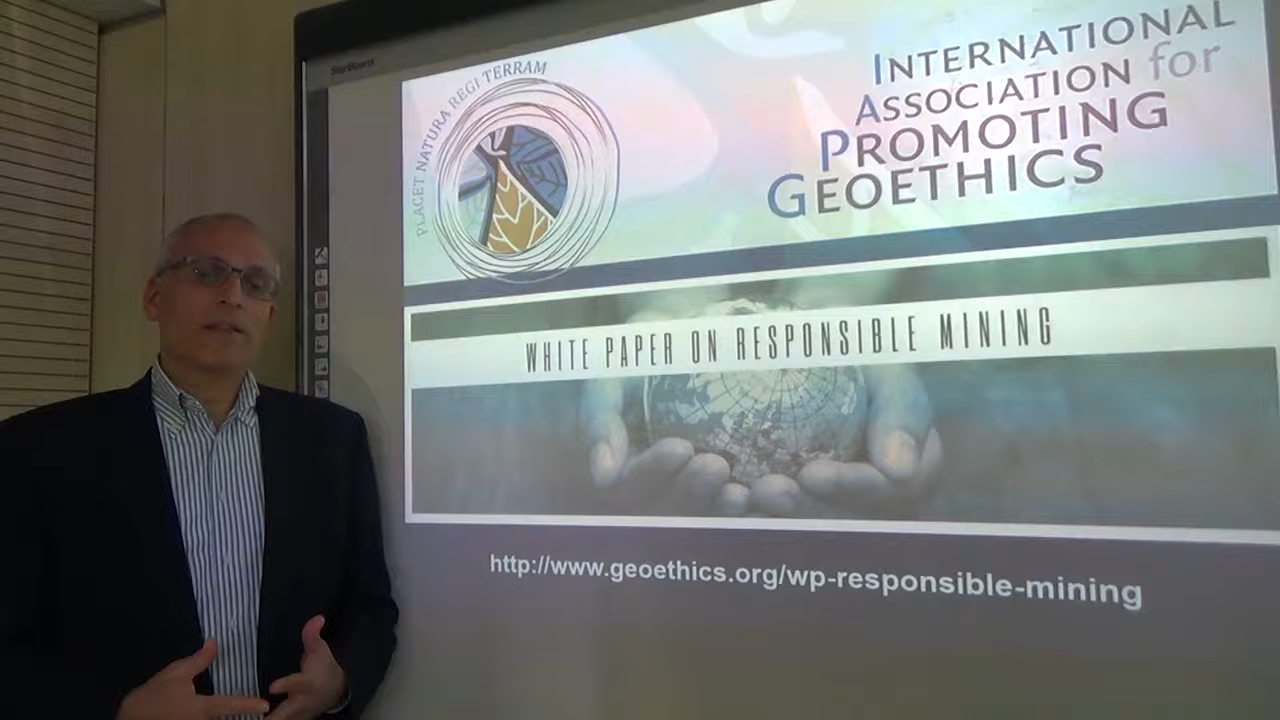 StarBoard
PLACET NATURA REGI TERRAM
INTERNATIONAL
ASSOCIATION for
PROMOTING
GEOETHICS
WHITE PAPER ON RESPONSIBLE MINING
http://www.geoethics.org/wp-responsible-mining